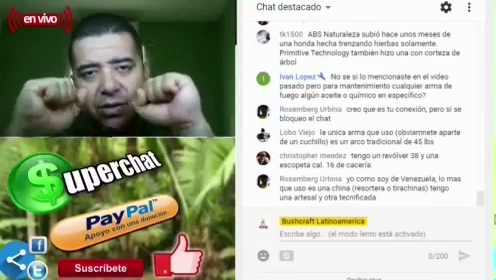 en vivo
Superchat
PayPal™
Apoyo con una donación
Suscribete
Chat destacado
tk1500 ABS Naturaleza subió hace unos meses de
una honda hecha trenzando hierbas solamente.
Primitive Technology también hizo una con corteza de
árbol
Ivan Lopez No se si lo mencionaste en el video
pasado pero para mantenimiento cualquier arma de
fuego algún aceite o químico en específico?
Rosemberg Urbina creo que es tu conexión, pero si se
bloqueo el chat
Lobo Viejo la unica arma que uso (obviamnete aparte
de un cuchillo) es un arco tradicional de 45 lbs
christopher mendez tengo un revólver 38 y una
escopeta cal. 16 de cacería.
Rosemberg Urbina yo como soy de Venezuela, lo mas
que uso es una china (resortera o tirachinas) tengo
una artesal y otra tecnificada
Bushcraft Latinoamerica
Escribe algo... (el modo lento está activado)
0/200